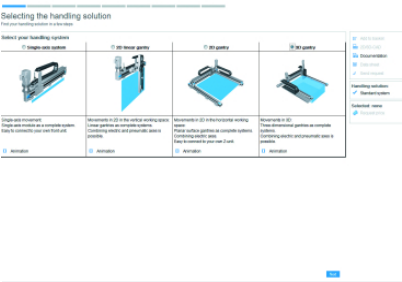 Selecting the handling solution
Find your handling solution in a few steps
Select your handling system
Single-axis system
2D linear gantry
2D gantry
3D gantry
Single-axis movement.
Single-axis module as a complete system.
Easy to connect to your own front unit.
Movements in 2D in the vertical working space.
Linear gantries as complete systems.
Combining electric and pneumatic axes is
possible.
Movements in 2D in the horizontal working
space.
Planar surface gantries as complete systems.
Combining electric axes.
Easy to connect to your own Z unit.
Movements in 3D.
Three-dimensional gantries as complete
systems.
Combining electric and pneumatic axes is
possible.
Animation
Animation
Animation
Animation
Documentation
Handling solution
Standard system